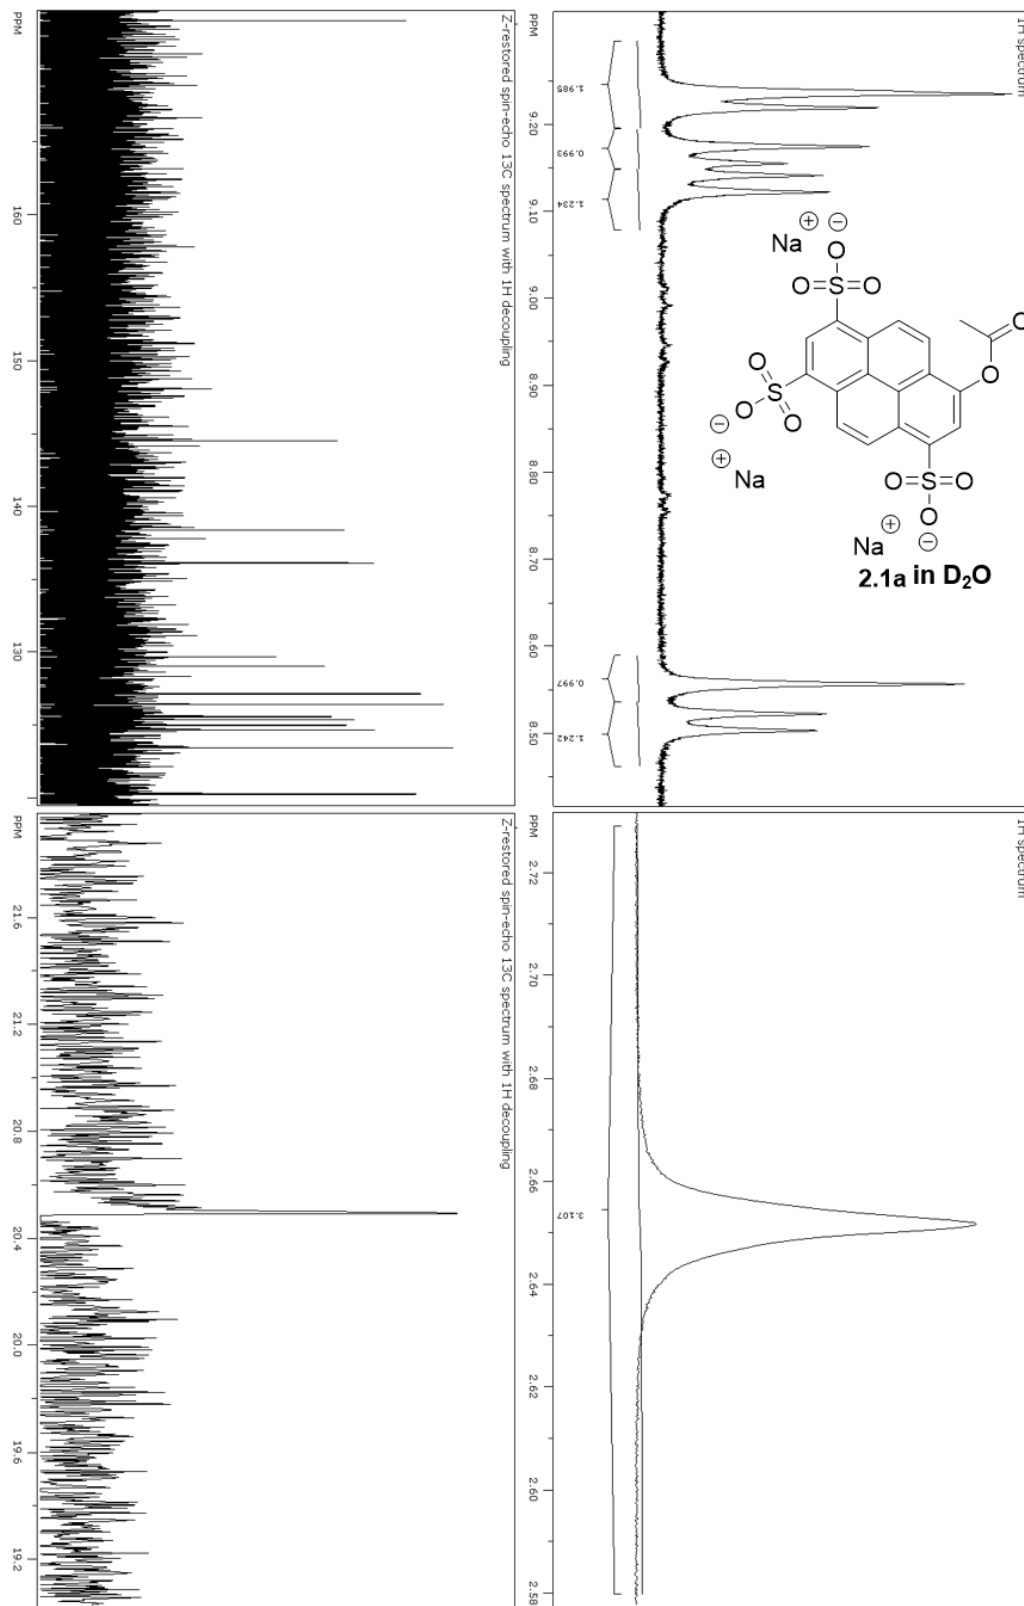 1H spectrum
PPM
9.20
9.10
9.00
8.90
8.80
8.70
8.60
8.50
1.985
0.993
1.234
0.997
1.242
Na
+
−
O
O=S=O
O
S
O
O
−
+
Na
O
O
O=S=O
O
Na
+
−
2.1a in D₂O
1H spectrum
PPM
2.72
2.70
2.68
2.66
2.64
2.62
2.60
2.58
3.107
Z-restored spin-echo 13C spectrum with 1H decoupling
PPM
160
150
140
130
Z-restored spin-echo 13C spectrum with 1H decoupling
PPM
21.6
21.2
20.8
20.4
20.0
19.6
19.2